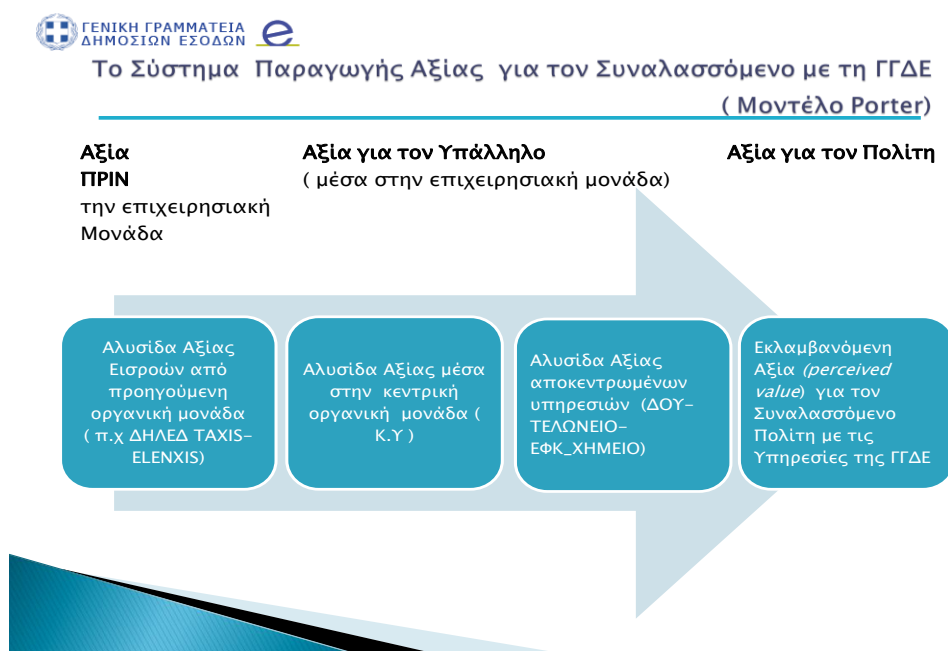 ΓΕΝΙΚΗ ΓΡΑΜΜΑΤΕΙΑ
ΔΗΜΟΣΙΩΝ ΕΣΟΔΩΝ
Το Σύστημα Παραγωγής Αξίας για τον Συναλασσόμενο με τη ΓΓΔΕ
( Μοντέλο Porter)
Αξία
ΠΡΙΝ
την επιχειρησιακή
Μονάδα
Αξία για τον Υπάλληλο
( μέσα στην επιχειρησιακή μονάδα)
Αξία για τον Πολίτη
Αλυσίδα Αξίας
Εισροών από
προηγούμενη
οργανική μονάδα
( π.χ ΔΗΛΕΔ TAXIS–
ELENXIS)
Αλυσίδα Αξίας μέσα
στην κεντρική
οργανική μονάδα (
Κ.Υ )
Αλυσίδα Αξίας
αποκεντρωμένων
υπηρεσιών (ΔΟΥ–
ΤΕΛΩΝΕΙΟ–
ΕΦΚ_ΧΗΜΕΙΟ)
Εκλαμβανόμενη
Αξία (perceived
value) για τον
Συναλασσόμενο
Πολίτη με τις
Υπηρεσίες της ΓΓΔΕ